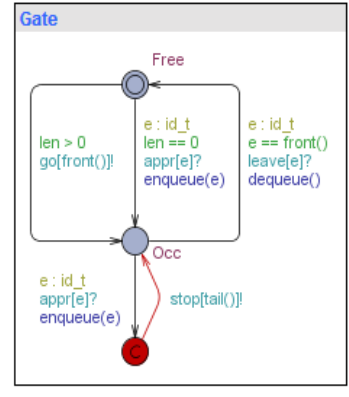 Gate
Free
len > 0
go[front()]!
e : id_t
len == 0
appr[e]?
enqueue(e)
e : id_t
e == front()
leave[e]?
dequeue()
Occ
e : id_t
appr[e]?
enqueue(e)
stop[tail()]!
C